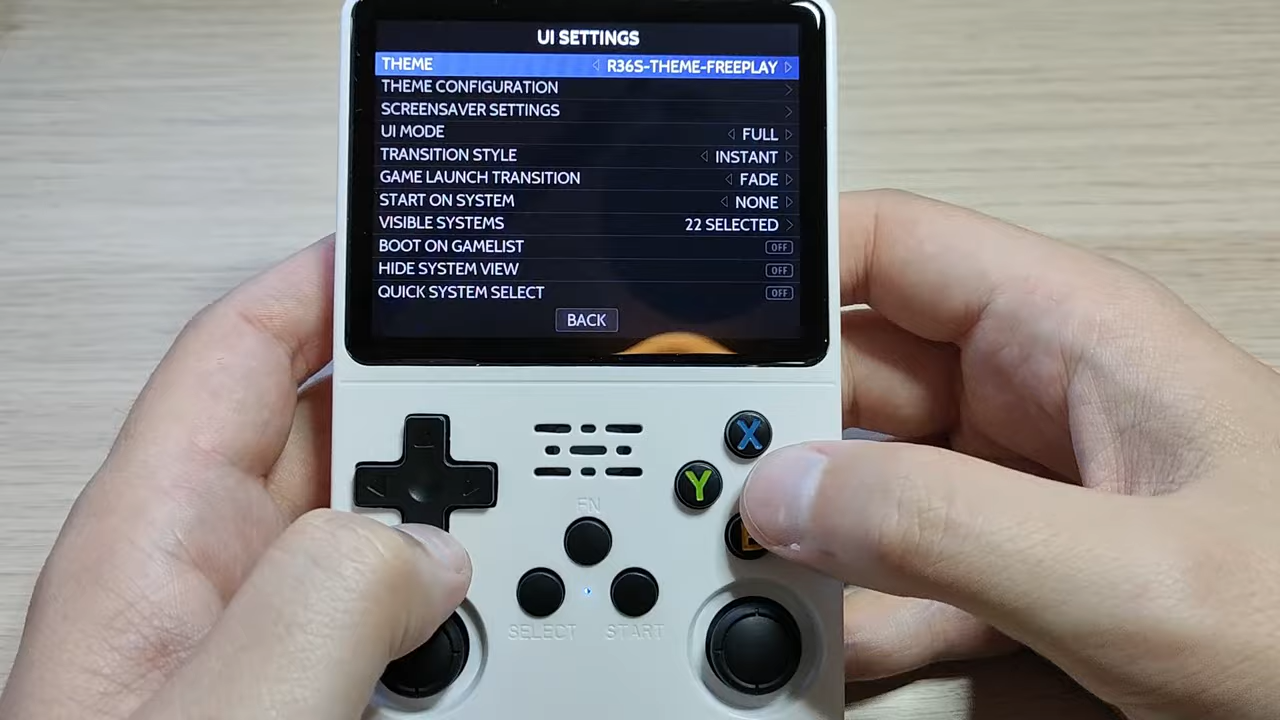 UI SETTINGS
THEME R36S-THEME-FREEPLAY
THEME CONFIGURATION
SCREENSAVER SETTINGS
UI MODE FULL
TRANSITION STYLE INSTANT
GAME LAUNCH TRANSITION FADE
START ON SYSTEM NONE
VISIBLE SYSTEMS 22 SELECTED
BOOT ON GAMELIST OFF
HIDE SYSTEM VIEW OFF
QUICK SYSTEM SELECT OFF
BACK
X
Y
FN
SELECT START